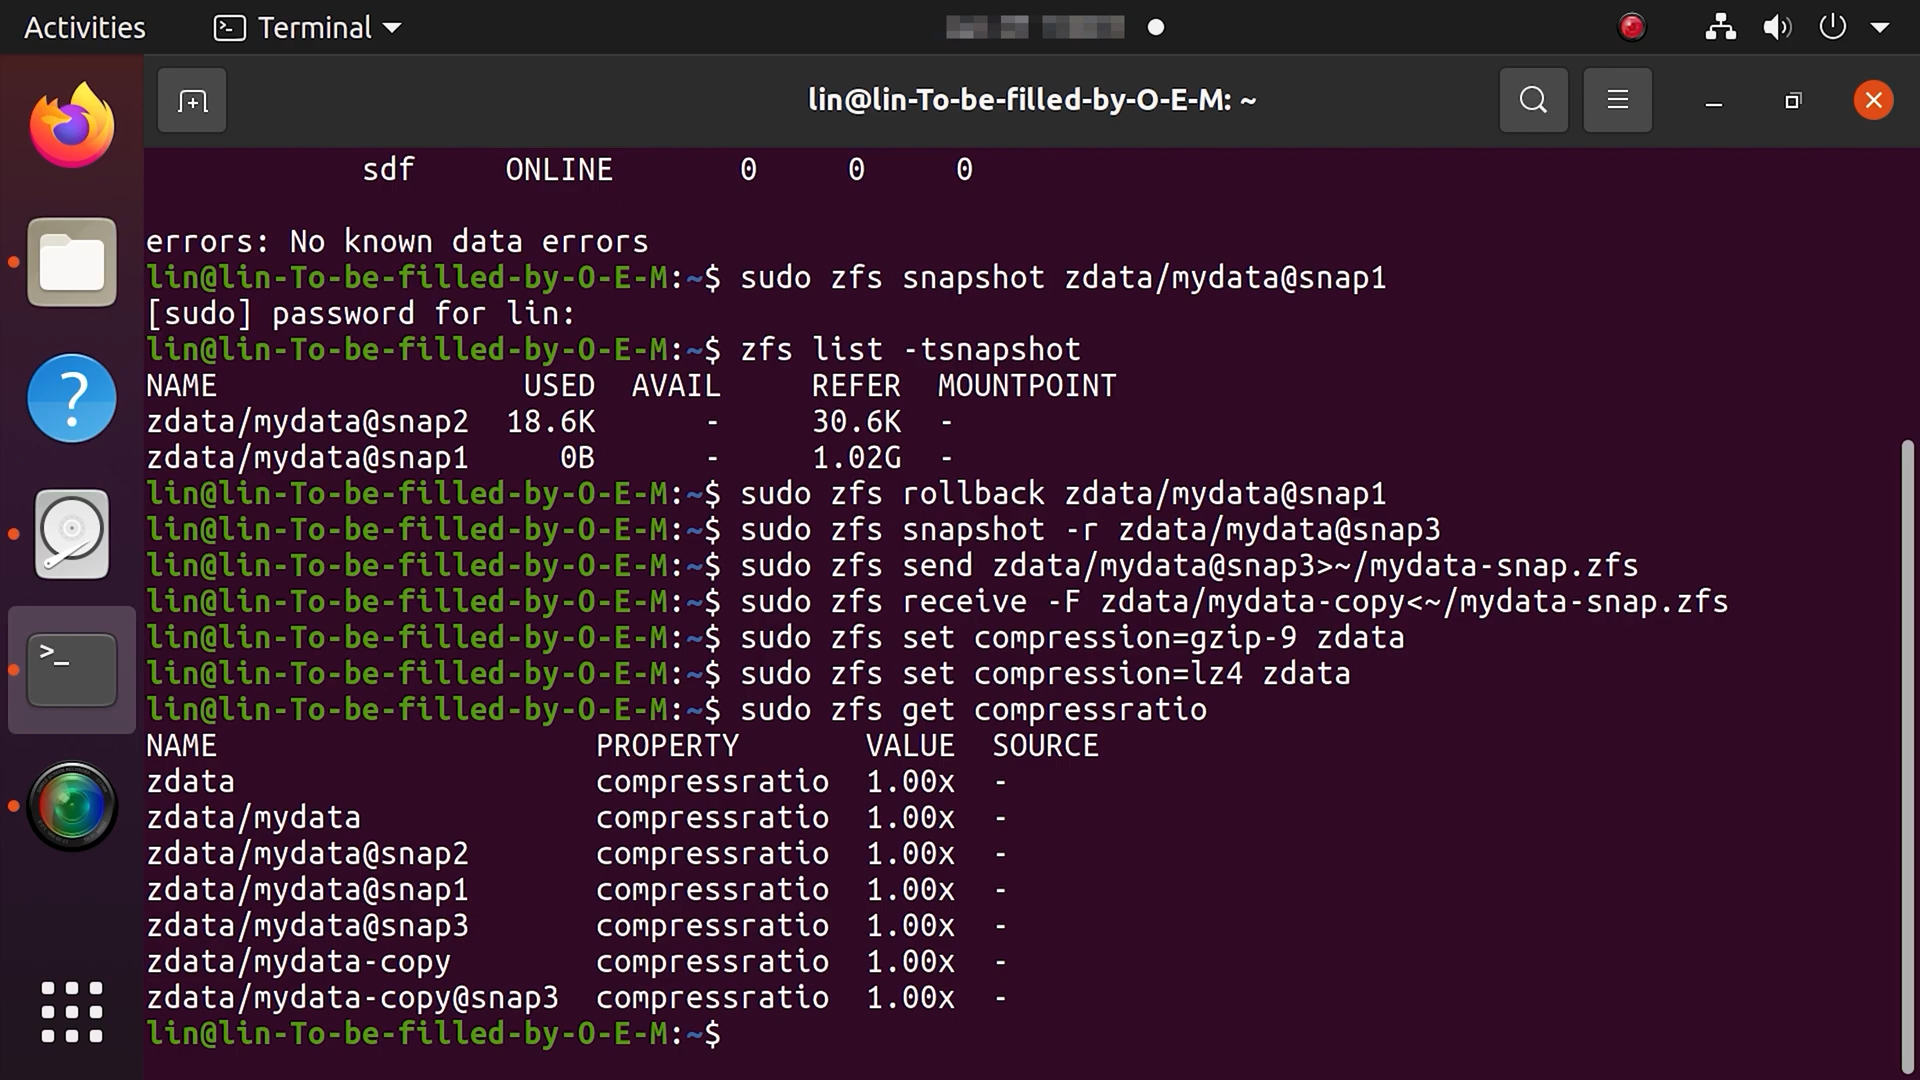 Activities Terminal
lin@lin-To-be-filled-by-O-E-M: ~
sdf ONLINE 0 0 0
errors: No known data errors
lin@lin-To-be-filled-by-O-E-M:~$ sudo zfs snapshot zdata/mydata@snap1
[sudo] password for lin:
lin@lin-To-be-filled-by-O-E-M:~$ zfs list -tsnapshot
NAME USED AVAIL REFER MOUNTPOINT
zdata/mydata@snap2 18.6K - 30.6K -
zdata/mydata@snap1 0B - 1.02G -
lin@lin-To-be-filled-by-O-E-M:~$ sudo zfs rollback zdata/mydata@snap1
lin@lin-To-be-filled-by-O-E-M:~$ sudo zfs snapshot -r zdata/mydata@snap3
lin@lin-To-be-filled-by-O-E-M:~$ sudo zfs send zdata/mydata@snap3>~/mydata-snap.zfs
lin@lin-To-be-filled-by-O-E-M:~$ sudo zfs receive -F zdata/mydata-copy<~/mydata-snap.zfs
lin@lin-To-be-filled-by-O-E-M:~$ sudo zfs set compression=gzip-9 zdata
lin@lin-To-be-filled-by-O-E-M:~$ sudo zfs set compression=lz4 zdata
lin@lin-To-be-filled-by-O-E-M:~$ sudo zfs get compressratio
NAME PROPERTY VALUE SOURCE
zdata compressratio 1.00x -
zdata/mydata compressratio 1.00x -
zdata/mydata@snap2 compressratio 1.00x -
zdata/mydata@snap1 compressratio 1.00x -
zdata/mydata@snap3 compressratio 1.00x -
zdata/mydata-copy compressratio 1.00x -
zdata/mydata-copy@snap3 compressratio 1.00x -
lin@lin-To-be-filled-by-O-E-M:~$